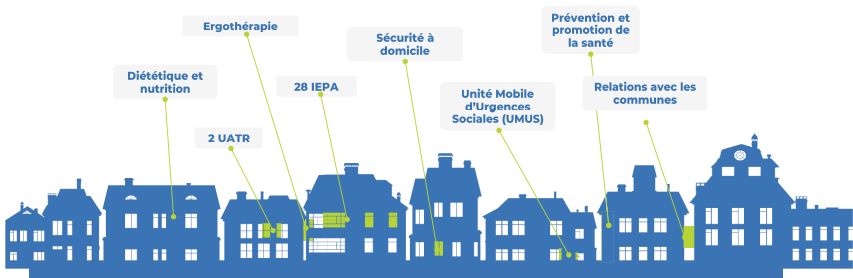 Ergothérapie
Diététique et
nutrition
2 UATR
28 IEPA
Sécurité à
domicile
Unité Mobile
d'Urgences
Sociales (UMUS)
Prévention et
promotion de
la santé
Relations avec les
communes